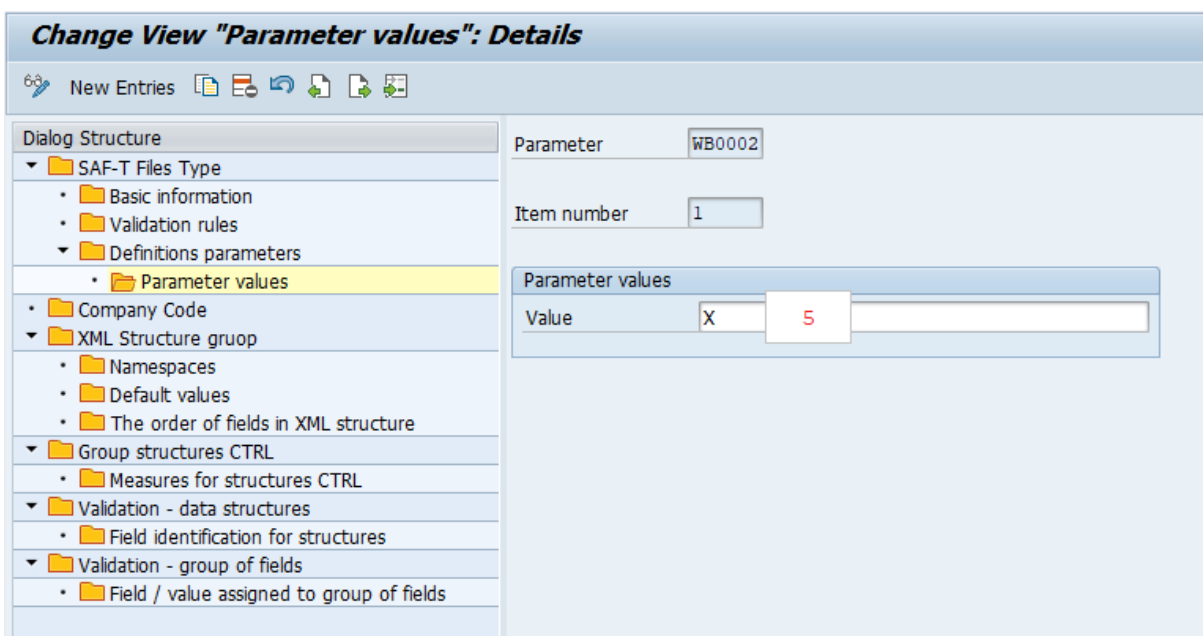 Change View "Parameter values": Details
New Entries
Dialog Structure
SAF-T Files Type
Basic information
Validation rules
Definitions parameters
Parameter values
Company Code
XML Structure gruop
Namespaces
Default values
The order of fields in XML structure
Group structures CTRL
Measures for structures CTRL
Validation - data structures
Field identification for structures
Validation - group of fields
Field / value assigned to group of fields
Parameter WB0002
Item number 1
Parameter values
Value X 5